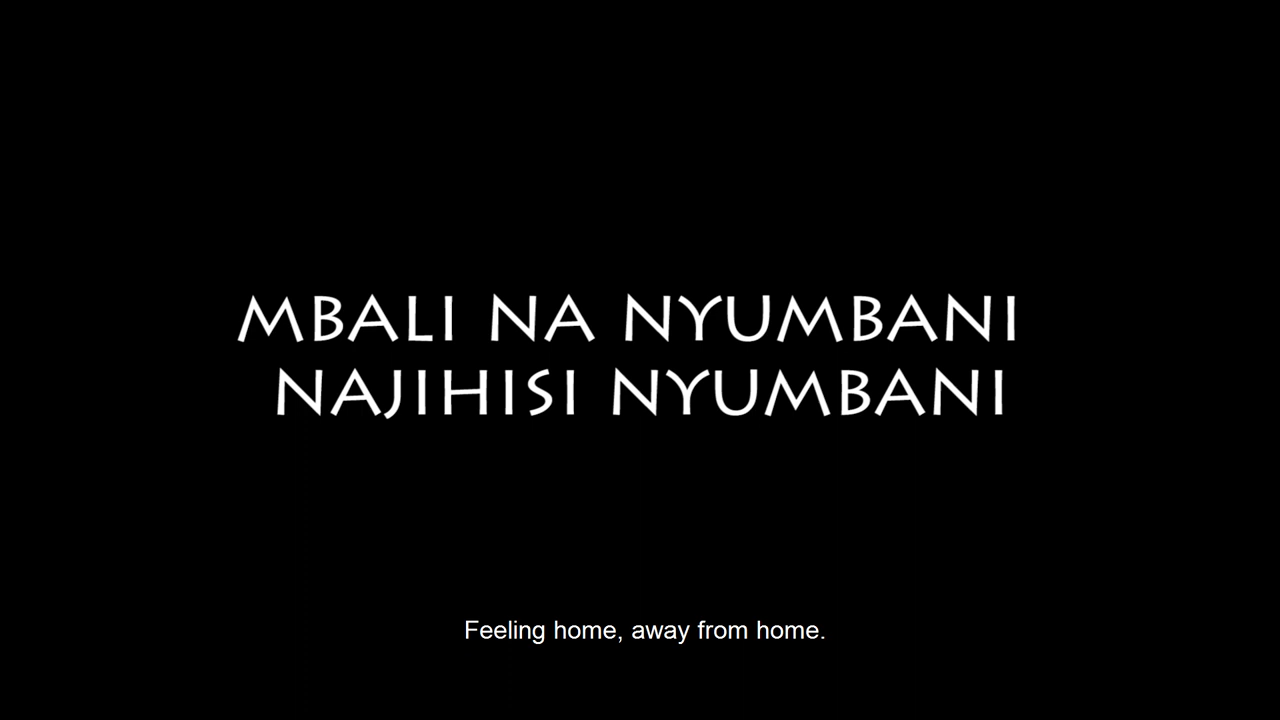 MBALI NA NYUMBANI
NAJIHISI NYUMBANI
Feeling home, away from home.